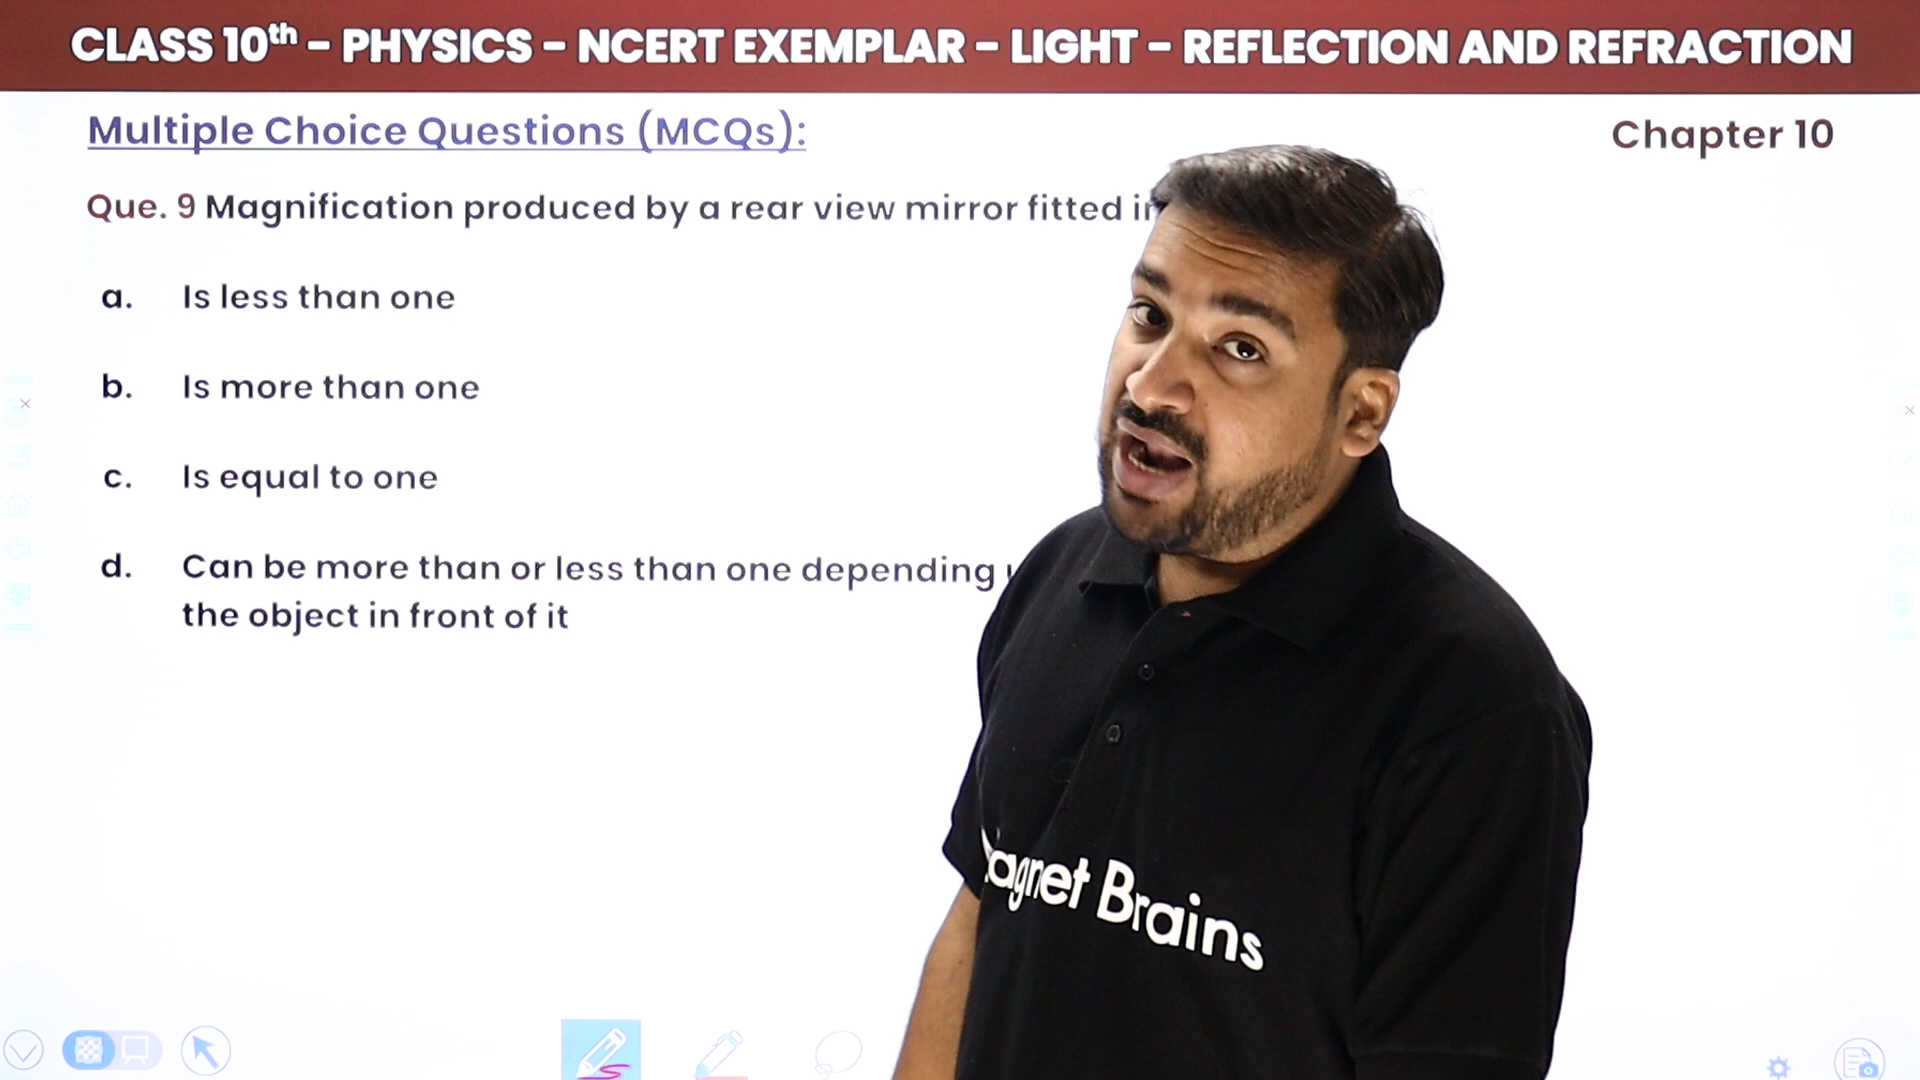 CLASS 10th – PHYSICS – NCERT EXEMPLAR – LIGHT – REFLECTION AND REFRACTION
Multiple Choice Questions (MCQs):
Chapter 10
Que. 9 Magnification produced by a rear view mirror fitted
a. Is less than one
b. Is more than one
c. Is equal to one
d. Can be more than or less than one depending
the object in front of it
agnet Brains